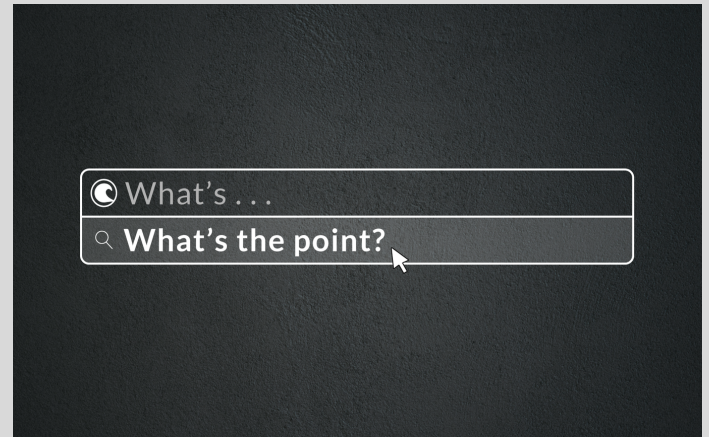 What’s . . .
What’s the point?